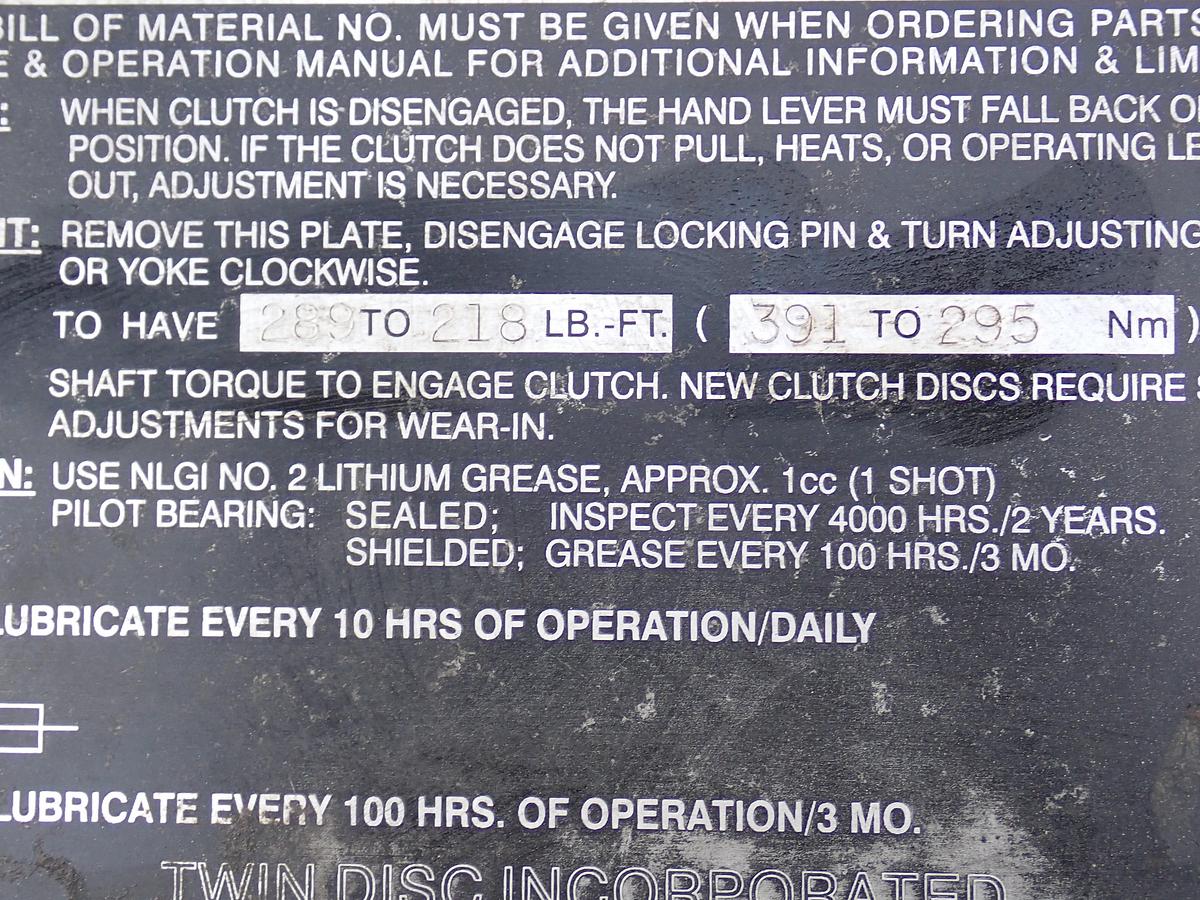 BILL OF MATERIAL NO. MUST BE GIVEN WHEN ORDERING PARTS
E & OPERATION MANUAL FOR ADDITIONAL INFORMATION & LIM
: WHEN CLUTCH IS DISENGAGED, THE HAND LEVER MUST FALL BACK
POSITION. IF THE CLUTCH DOES NOT PULL, HEATS, OR OPERATING LE
OUT, ADJUSTMENT IS NECESSARY.
NT: REMOVE THIS PLATE, DISENGAGE LOCKING PIN & TURN ADJUSTING
OR YOKE CLOCKWISE.
TO HAVE 289 TO 218 LB.-FT. ( 391 TO 295 Nm )
SHAFT TORQUE TO ENGAGE CLUTCH. NEW CLUTCH DISCS REQUIRE
ADJUSTMENTS FOR WEAR-IN.
N: USE NLGI NO. 2 LITHIUM GREASE, APPROX. 1cc (1 SHOT)
PILOT BEARING: SEALED; INSPECT EVERY 4000 HRS./2 YEARS.
SHIELDED; GREASE EVERY 100 HRS./3 MO.
LUBRICATE EVERY 10 HRS OF OPERATION/DAILY
LUBRICATE EVERY 100 HRS. OF OPERATION/3 MO.
TWIN DISC INCORPORATED